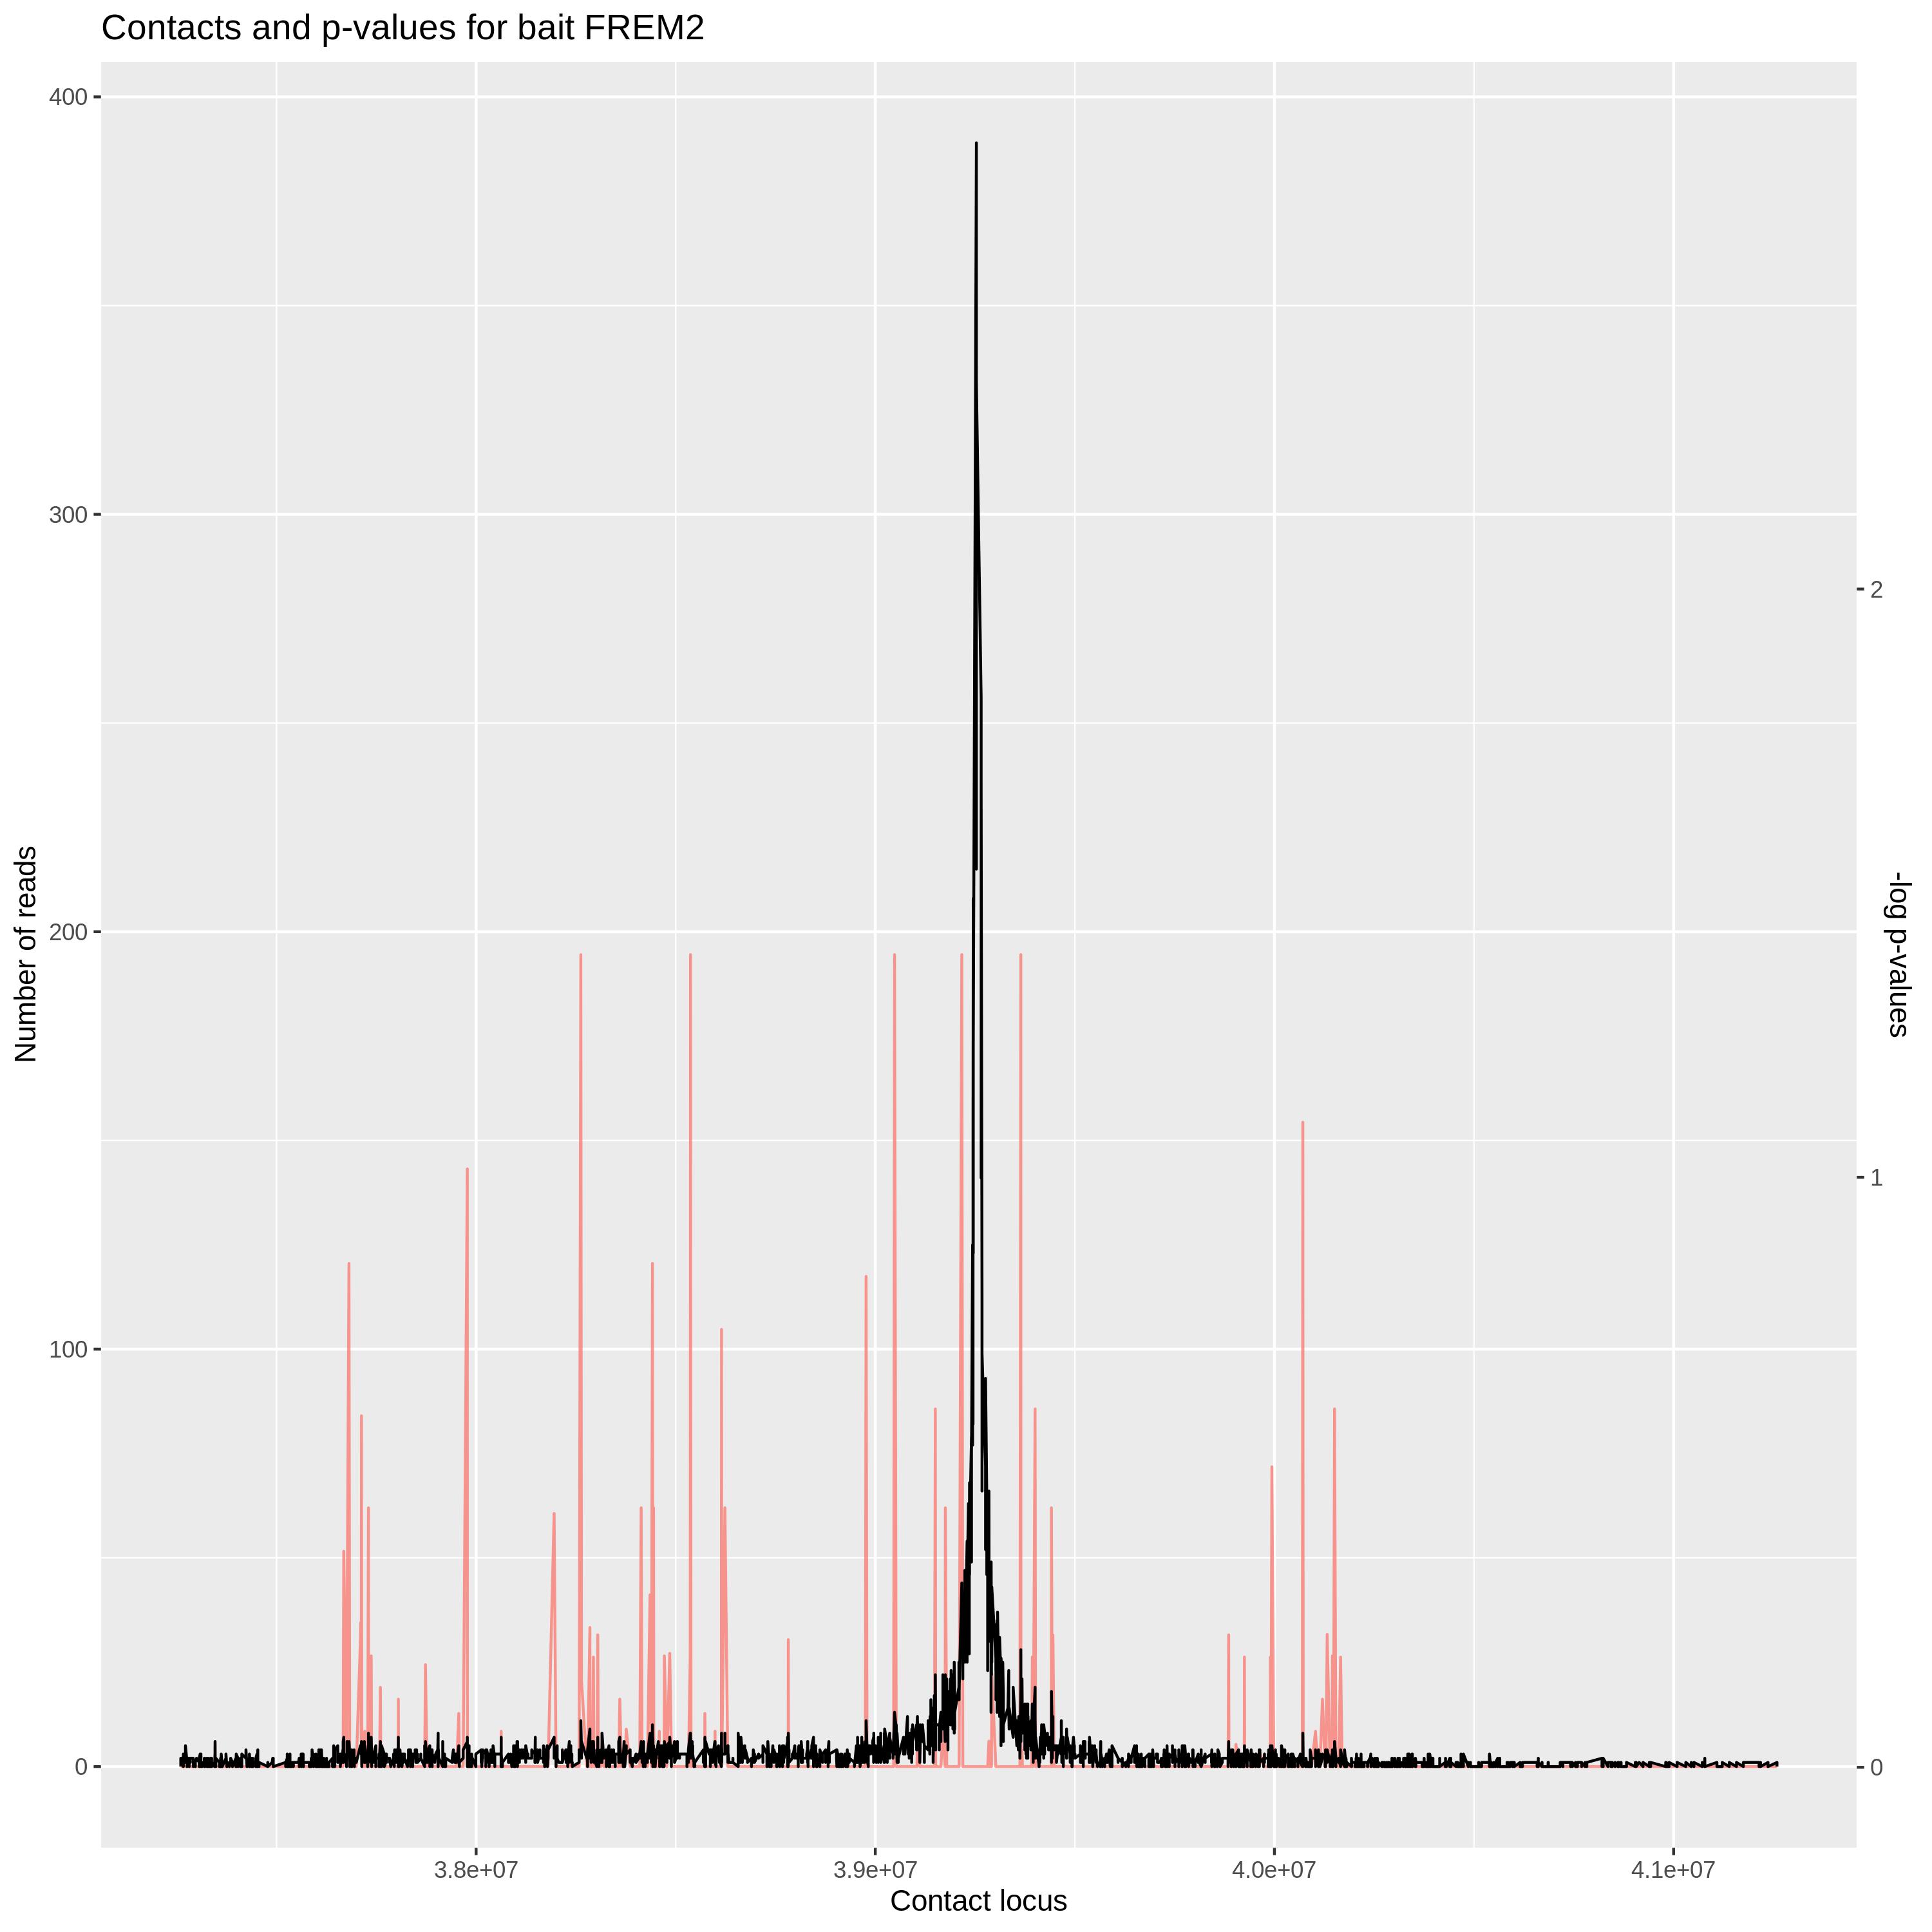 Contacts and p-values for bait FREM2
400
300
200
100
0
Number of reads
2
1
0
-log p-values
3.8e+07 3.9e+07 4.0e+07 4.1e+07
Contact locus